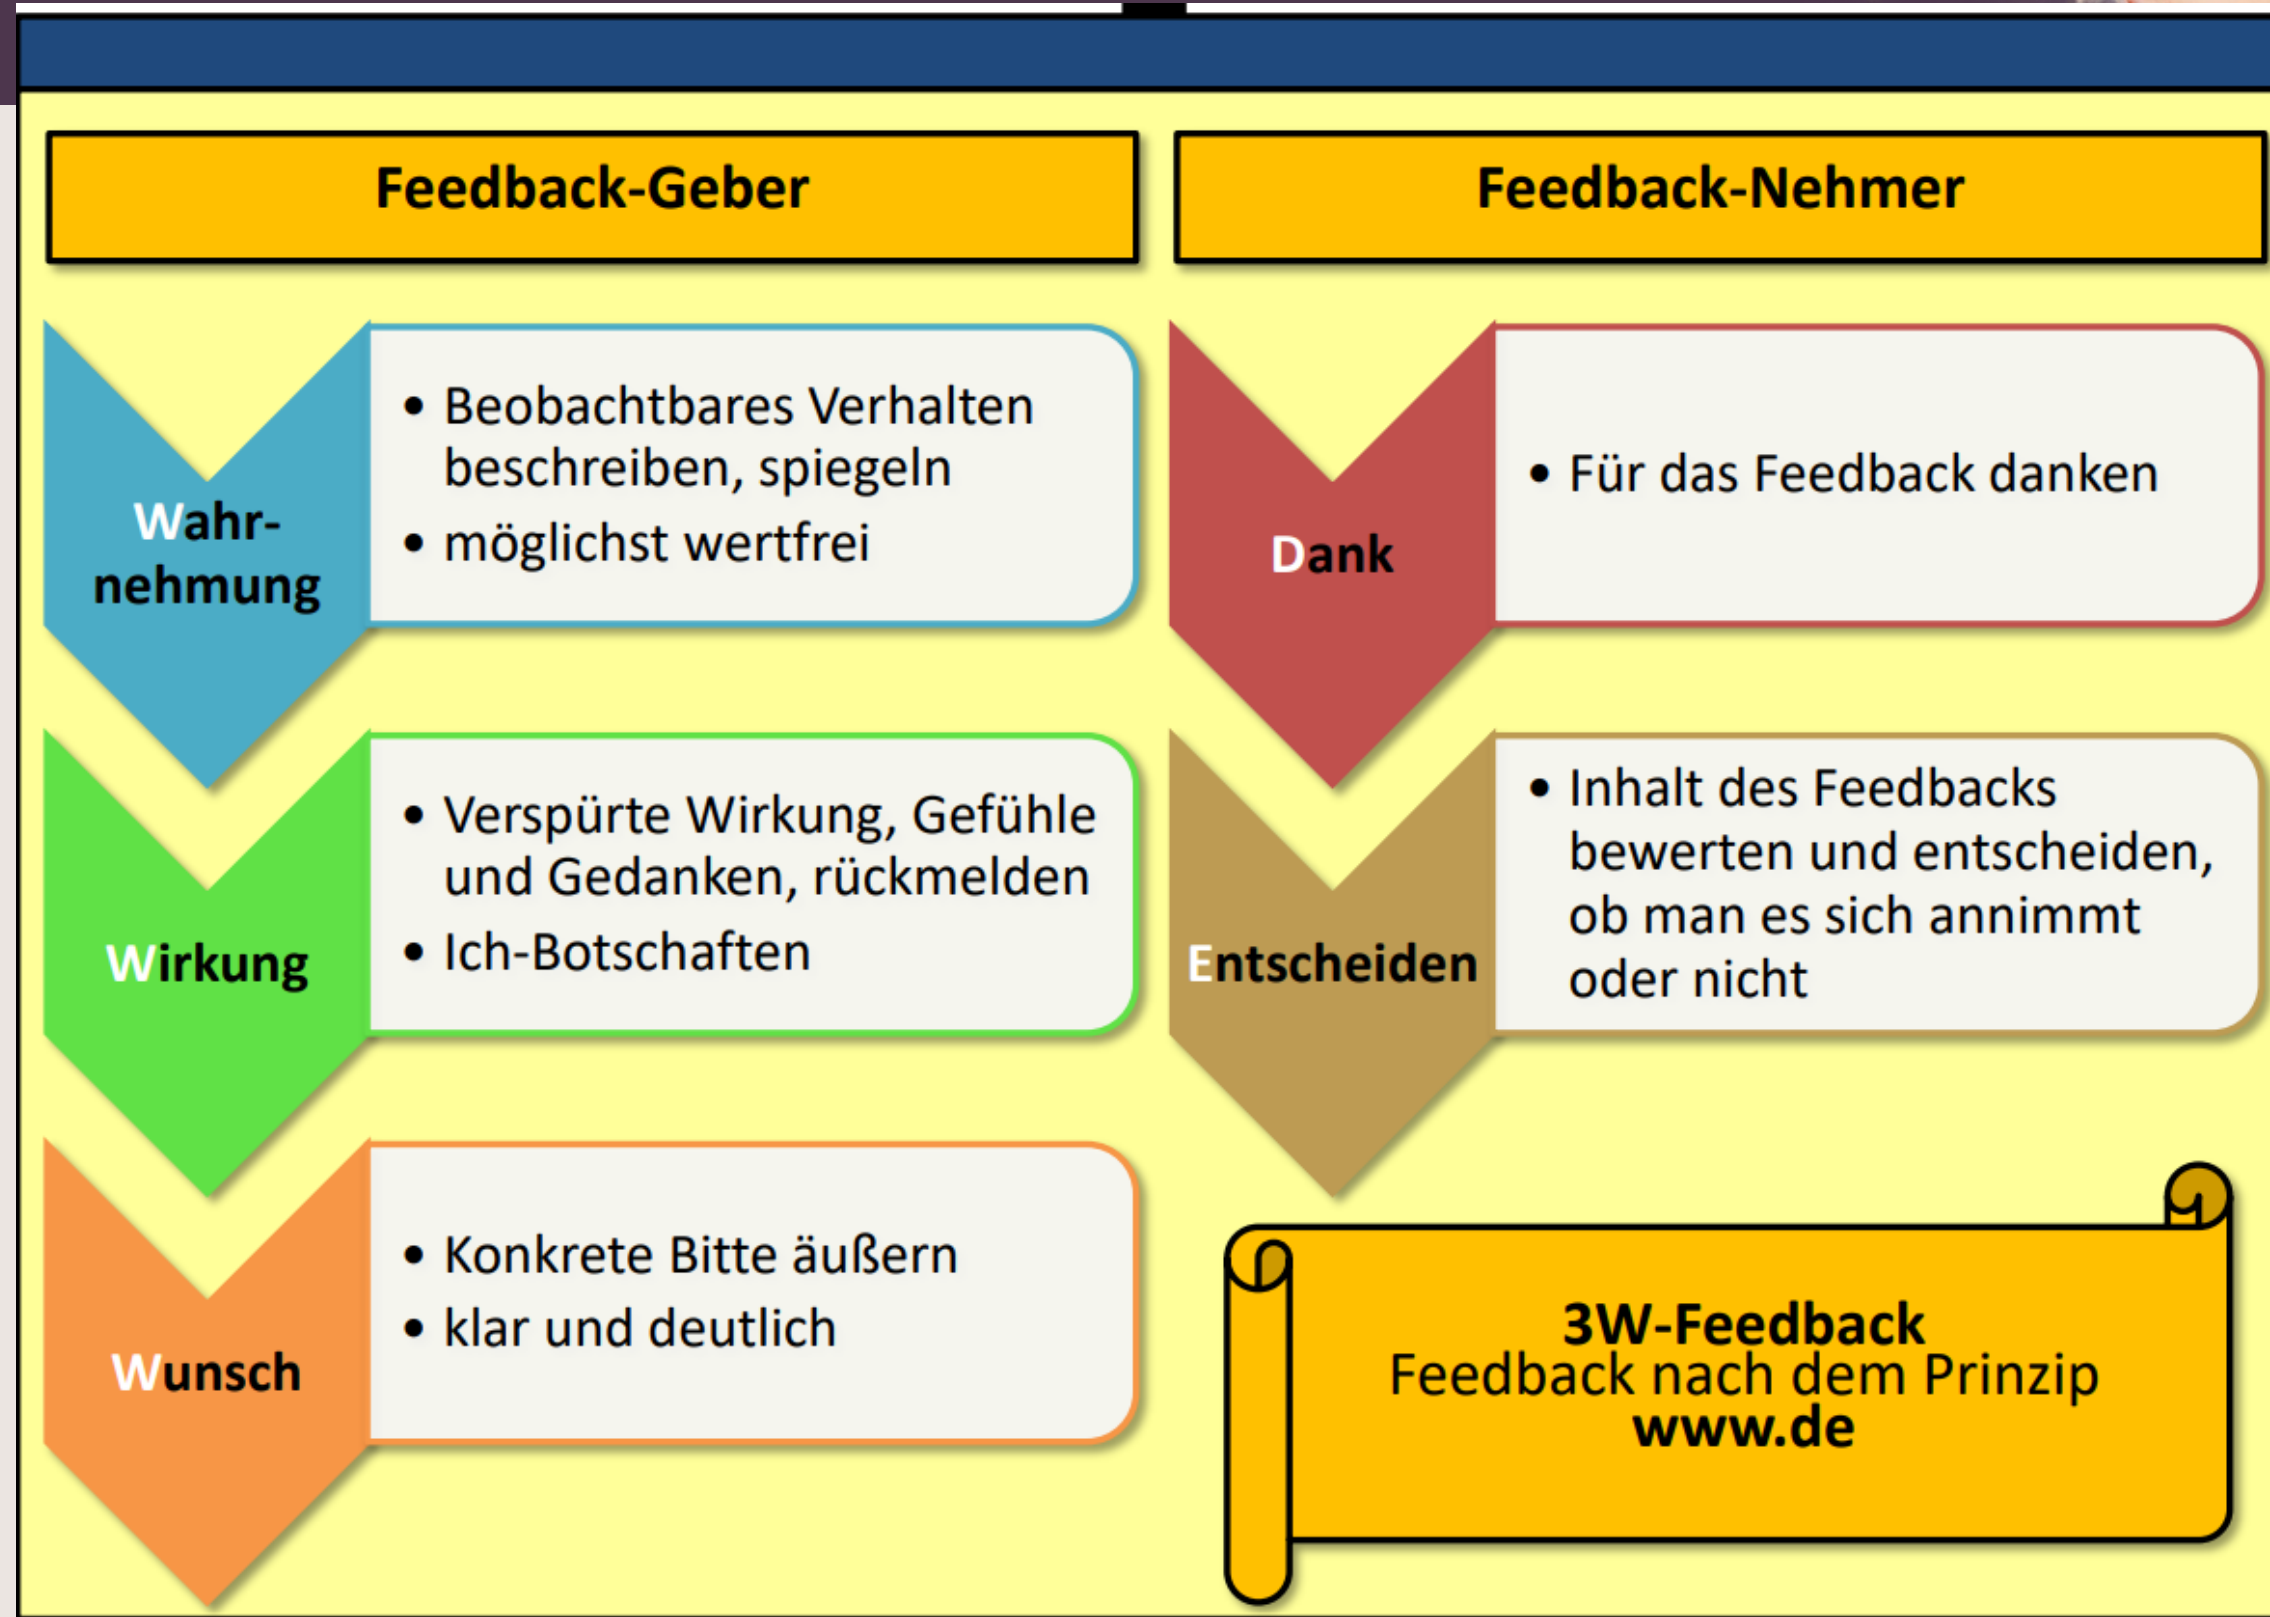 Feedback-Geber
Wahr-
nehmung
• Beobachtbares Verhalten
beschreiben, spiegeln
• möglichst wertfrei
Wirkung
• Verspürte Wirkung, Gefühle
und Gedanken, rückmelden
• Ich-Botschaften
Wunsch
• Konkrete Bitte äußern
• klar und deutlich
Feedback-Nehmer
Dank
• Für das Feedback danken
Entscheiden
• Inhalt des Feedbacks
bewerten und entscheiden,
ob man es sich annimmt
oder nicht
3W-Feedback
Feedback nach dem Prinzip
www.de